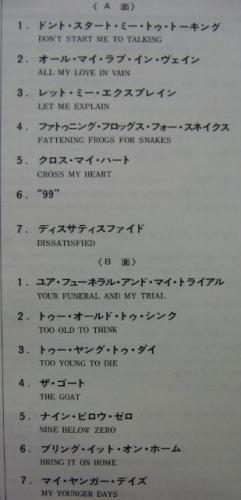 《A 面》
1. ドント・スタート・ミー・トゥ・トーキング
DON'T START ME TO TALKING
2. オール・マイ・ラブ・イン・ヴェイン
ALL MY LOVE IN VAIN
3. レット・ミー・エクスプレイン
LET ME EXPLAIN
4. ファトゥニング・フロッグス・フォー・スネイクス
FATTENING FROGS FOR SNAKES
5. クロス・マイ・ハート
CROSS MY HEART
6. “99”
7. ディスサティスファイド
DISSATISFIED
《B 面》
1. ユア・フューネラル・アンド・マイ・トライアル
YOUR FUNERAL AND MY TRIAL
2. トゥー・オールド・トゥ・シンク
TOO OLD TO THINK
3. トゥー・ヤング・トゥ・ダイ
TOO YOUNG TO DIE
4. ザ・ゴート
THE GOAT
5. ナイン・ビロウ・ゼロ
NINE BELOW ZERO
6. ブリング・イット・オン・ホーム
BRING IT ON HOME
7. マイ・ヤンガー・デイズ
MY YOUNGER DAYS